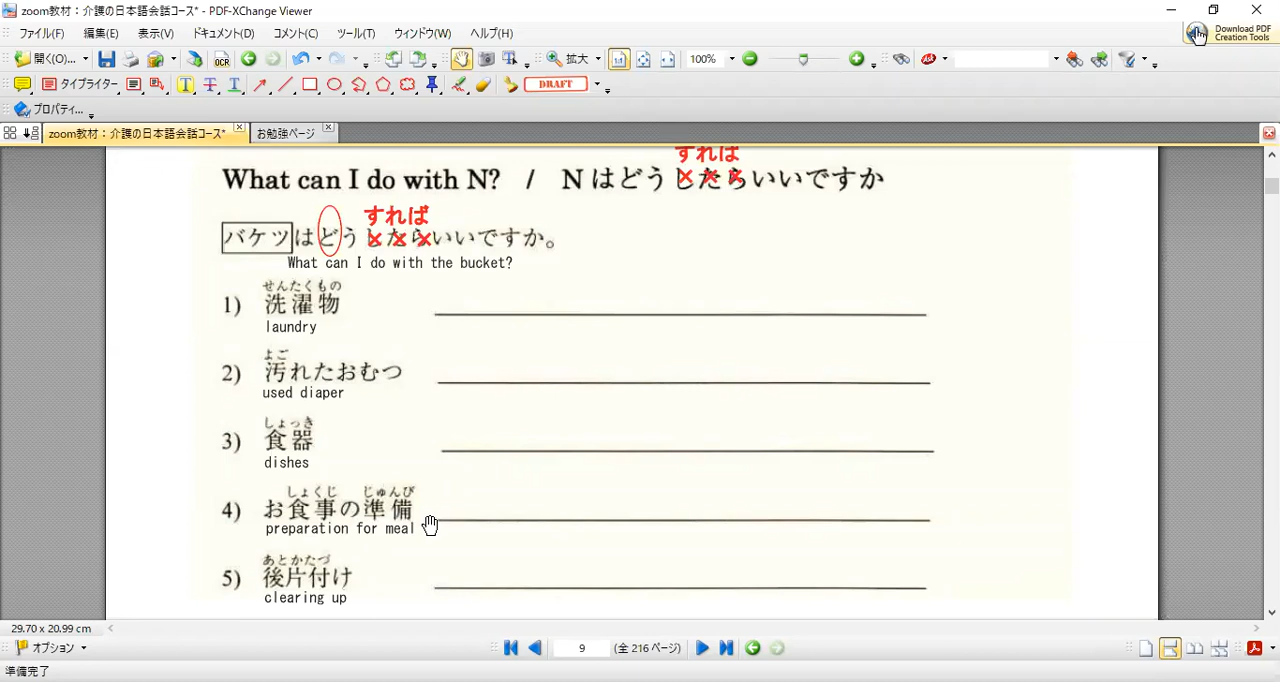 zoom教材：介護の日本語会話コース* - PDF-XChange Viewer
ファイル(F) 編集(E) 表示(V) ドキュメント(D) コメント(C) ツール(T) ウィンドウ(W) ヘルプ(H)
Download PDF
Creation Tools
開く(O)... OCR 拡大 100%
タイプライター DRAFT
プロパティ...
zoom教材：介護の日本語会話コース* お勉強ページ
すれば
What can I do with N? / N はどうしたらいいですか
すれば
バケツはどうしたらいいですか。
What can I do with the bucket?
せんたくもの
1) 洗濯物
laundry
よご
2) 汚れたおむつ
used diaper
しょっき
3) 食器
dishes
しょくじ じゅんび
4) お食事の準備
preparation for meal
あとかたづ
5) 後片付け
clearing up
29.70 x 20.99 cm
オプション 9 (全 216 ページ)
準備完了